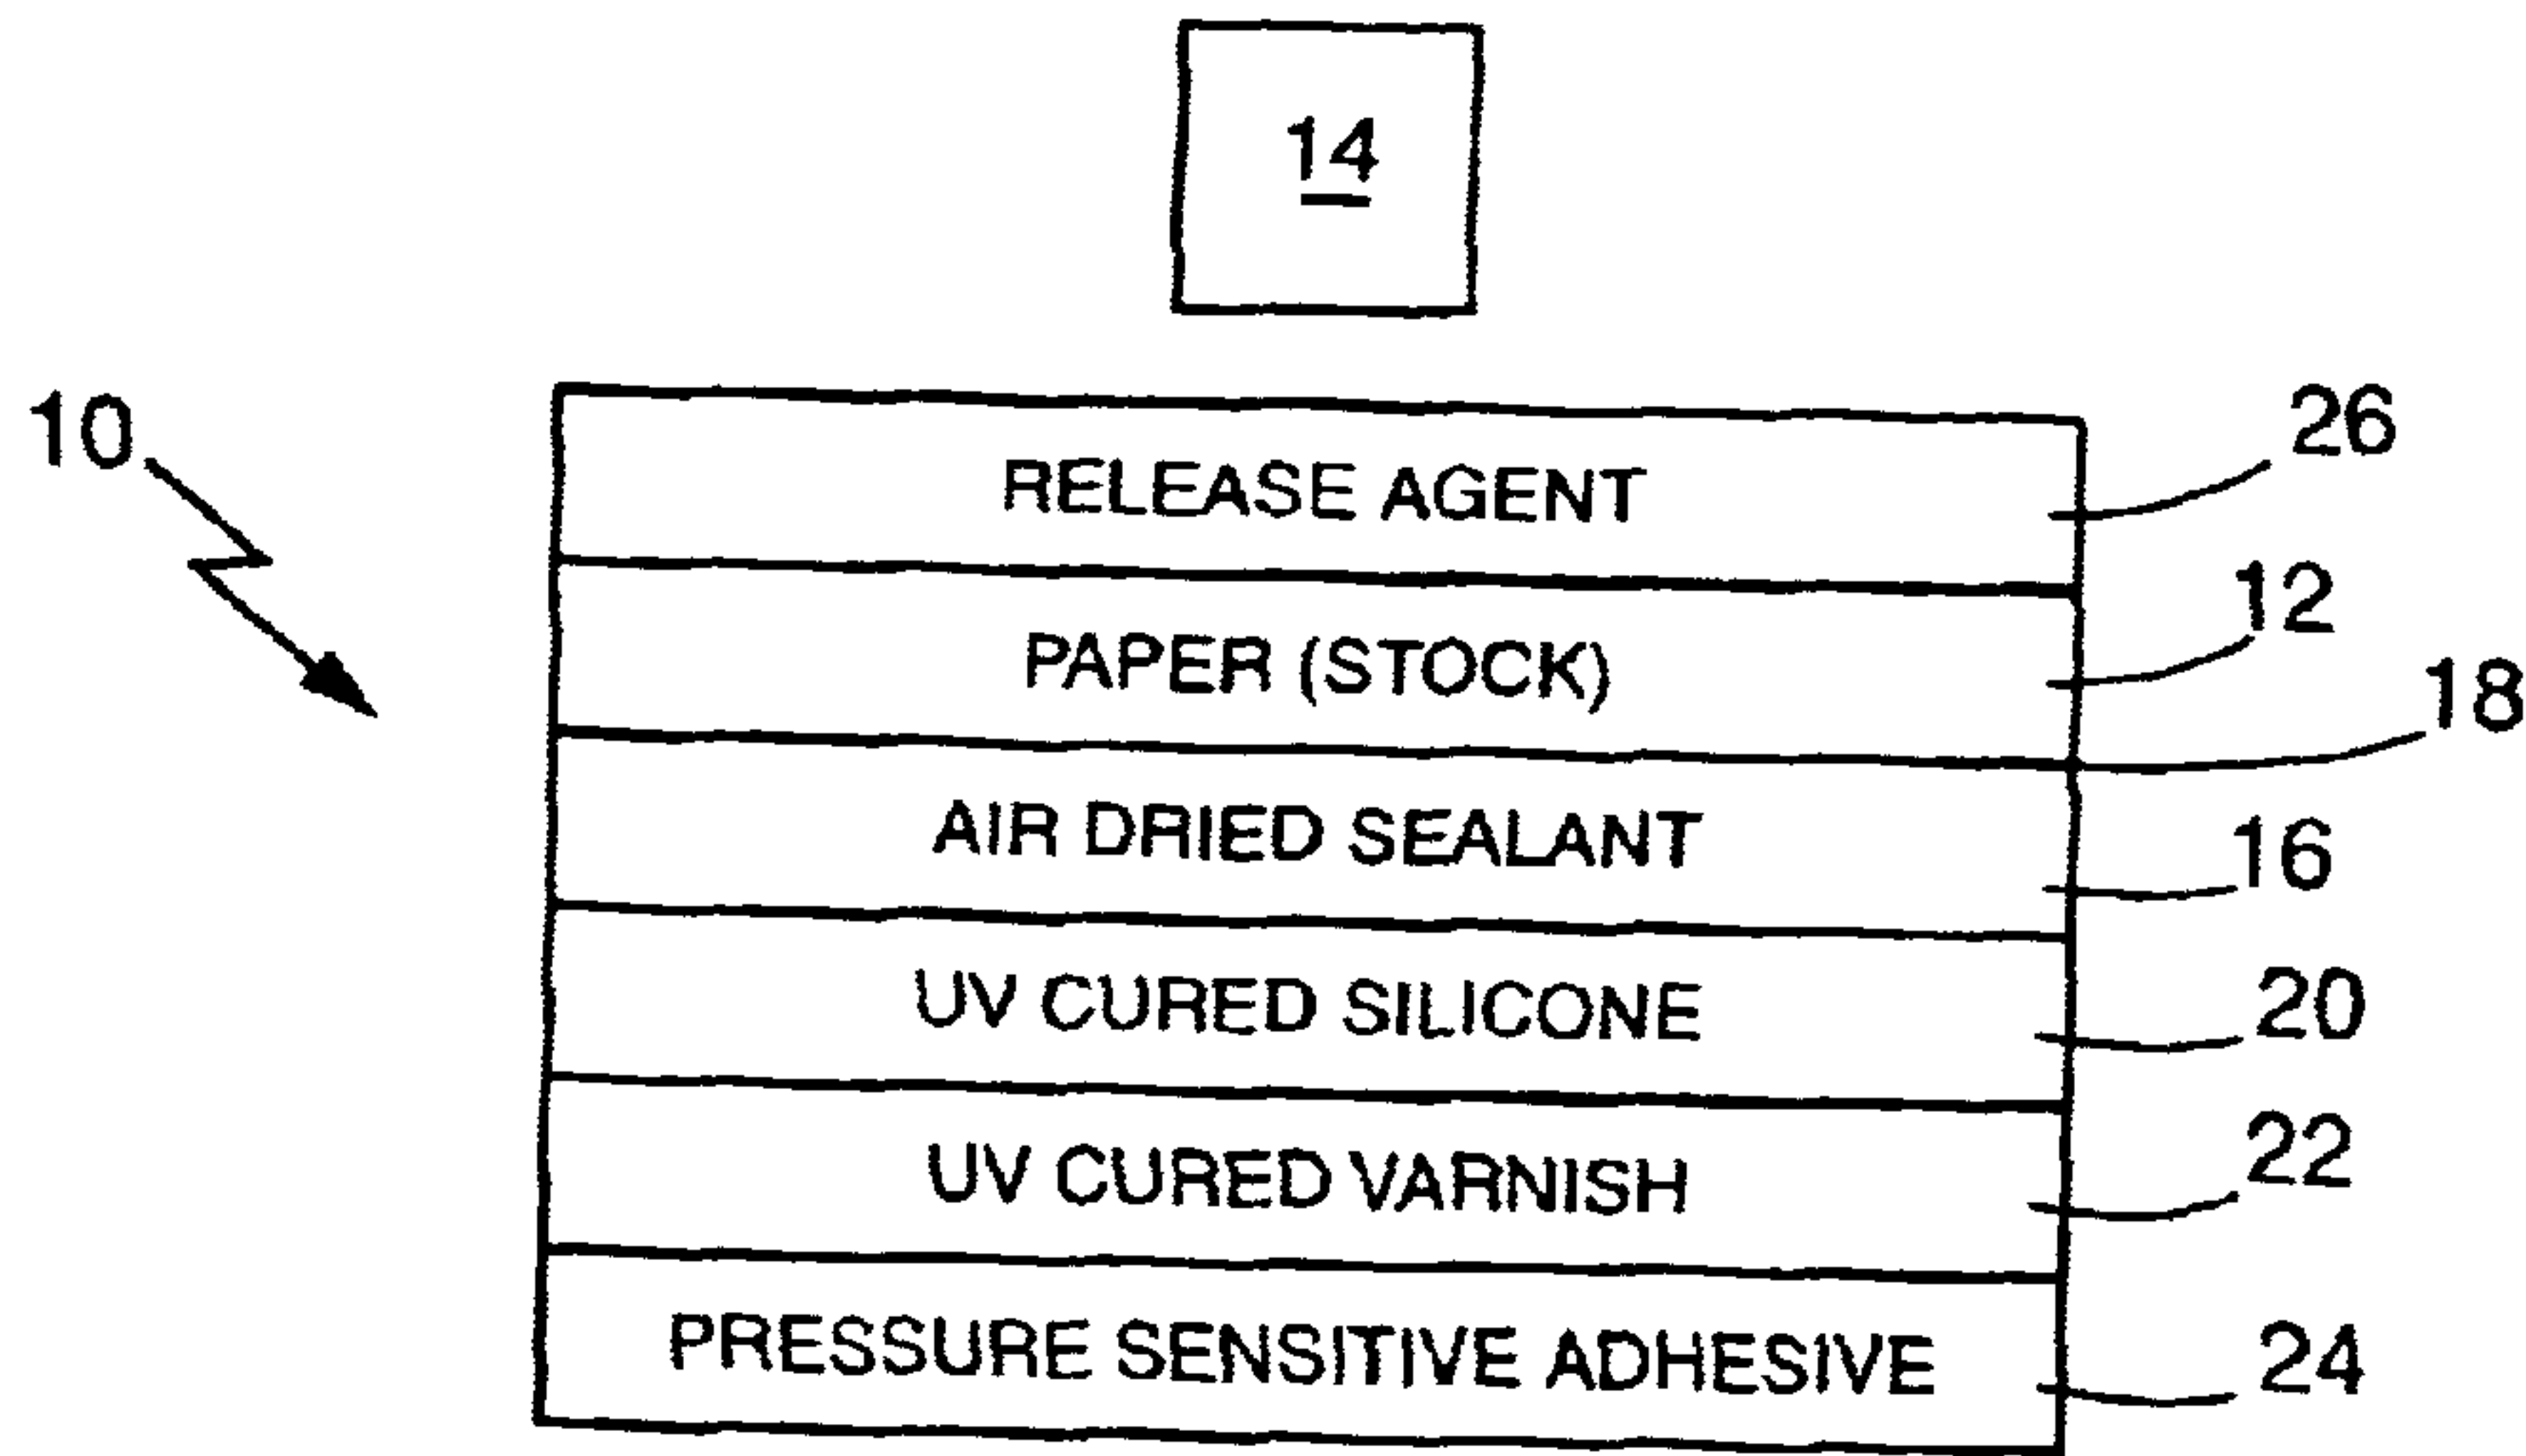 14
10
RELEASE AGENT
26
PAPER (STOCK)
12
18
AIR DRIED SEALANT
16
UV CURED SILICONE
20
UV CURED VARNISH
22
PRESSURE SENSITIVE ADHESIVE
24